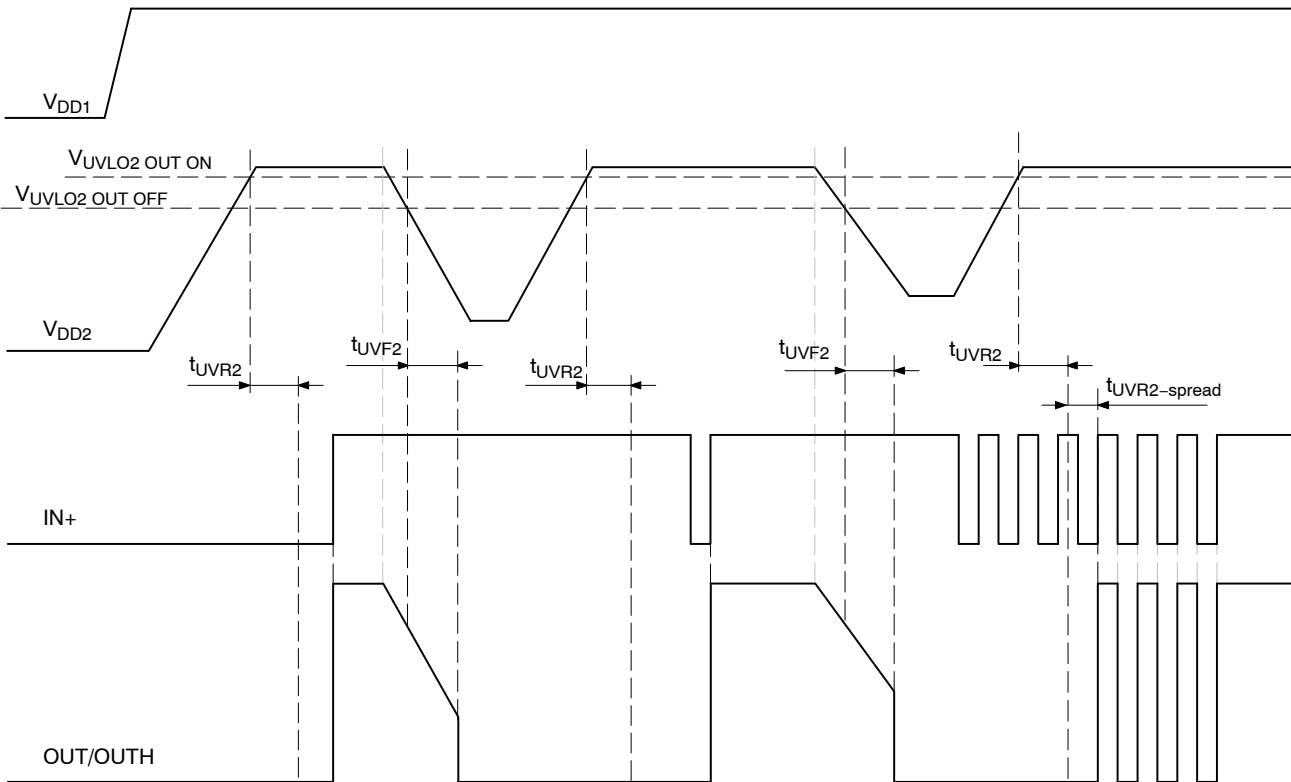 VDD1
VUVLO2 OUT ON
VUVLO2 OUT OFF
VDD2
tUVR2
tUVF2
tUVR2
tUVF2
tUVR2
tUVR2−spread
IN+
OUT/OUTH